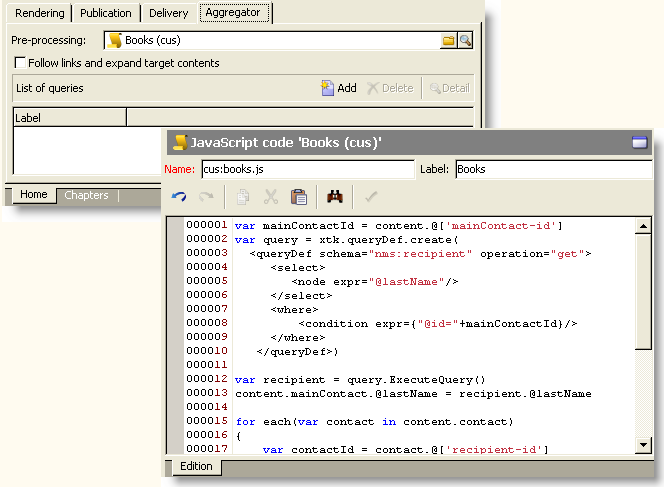 Rendering Publication Delivery Aggregator
Pre-processing: Books (cus)
Follow links and expand target contents
List of queries Add Delete Detail
Label
Home Chapters
JavaScript code 'Books (cus)'
Name: cus:books.js Label: Books
000001 var mainContactId = content.@['mainContact-id']
000002 var query = xtk.queryDef.create(
000003 <queryDef schema="nms:recipient" operation="get">
000004 <select>
000005 <node expr="@lastName"/>
000006 </select>
000007 <where>
000008 <condition expr={"@id="+mainContactId}/>
000009 </where>
000010 </queryDef>)
000011
000012 var recipient = query.ExecuteQuery()
000013 content.mainContact.@lastName = recipient.@lastName
000014
000015 for each(var contact in content.contact)
000016 {
000017 var contactId = contact.@['recipient-id']
Edition